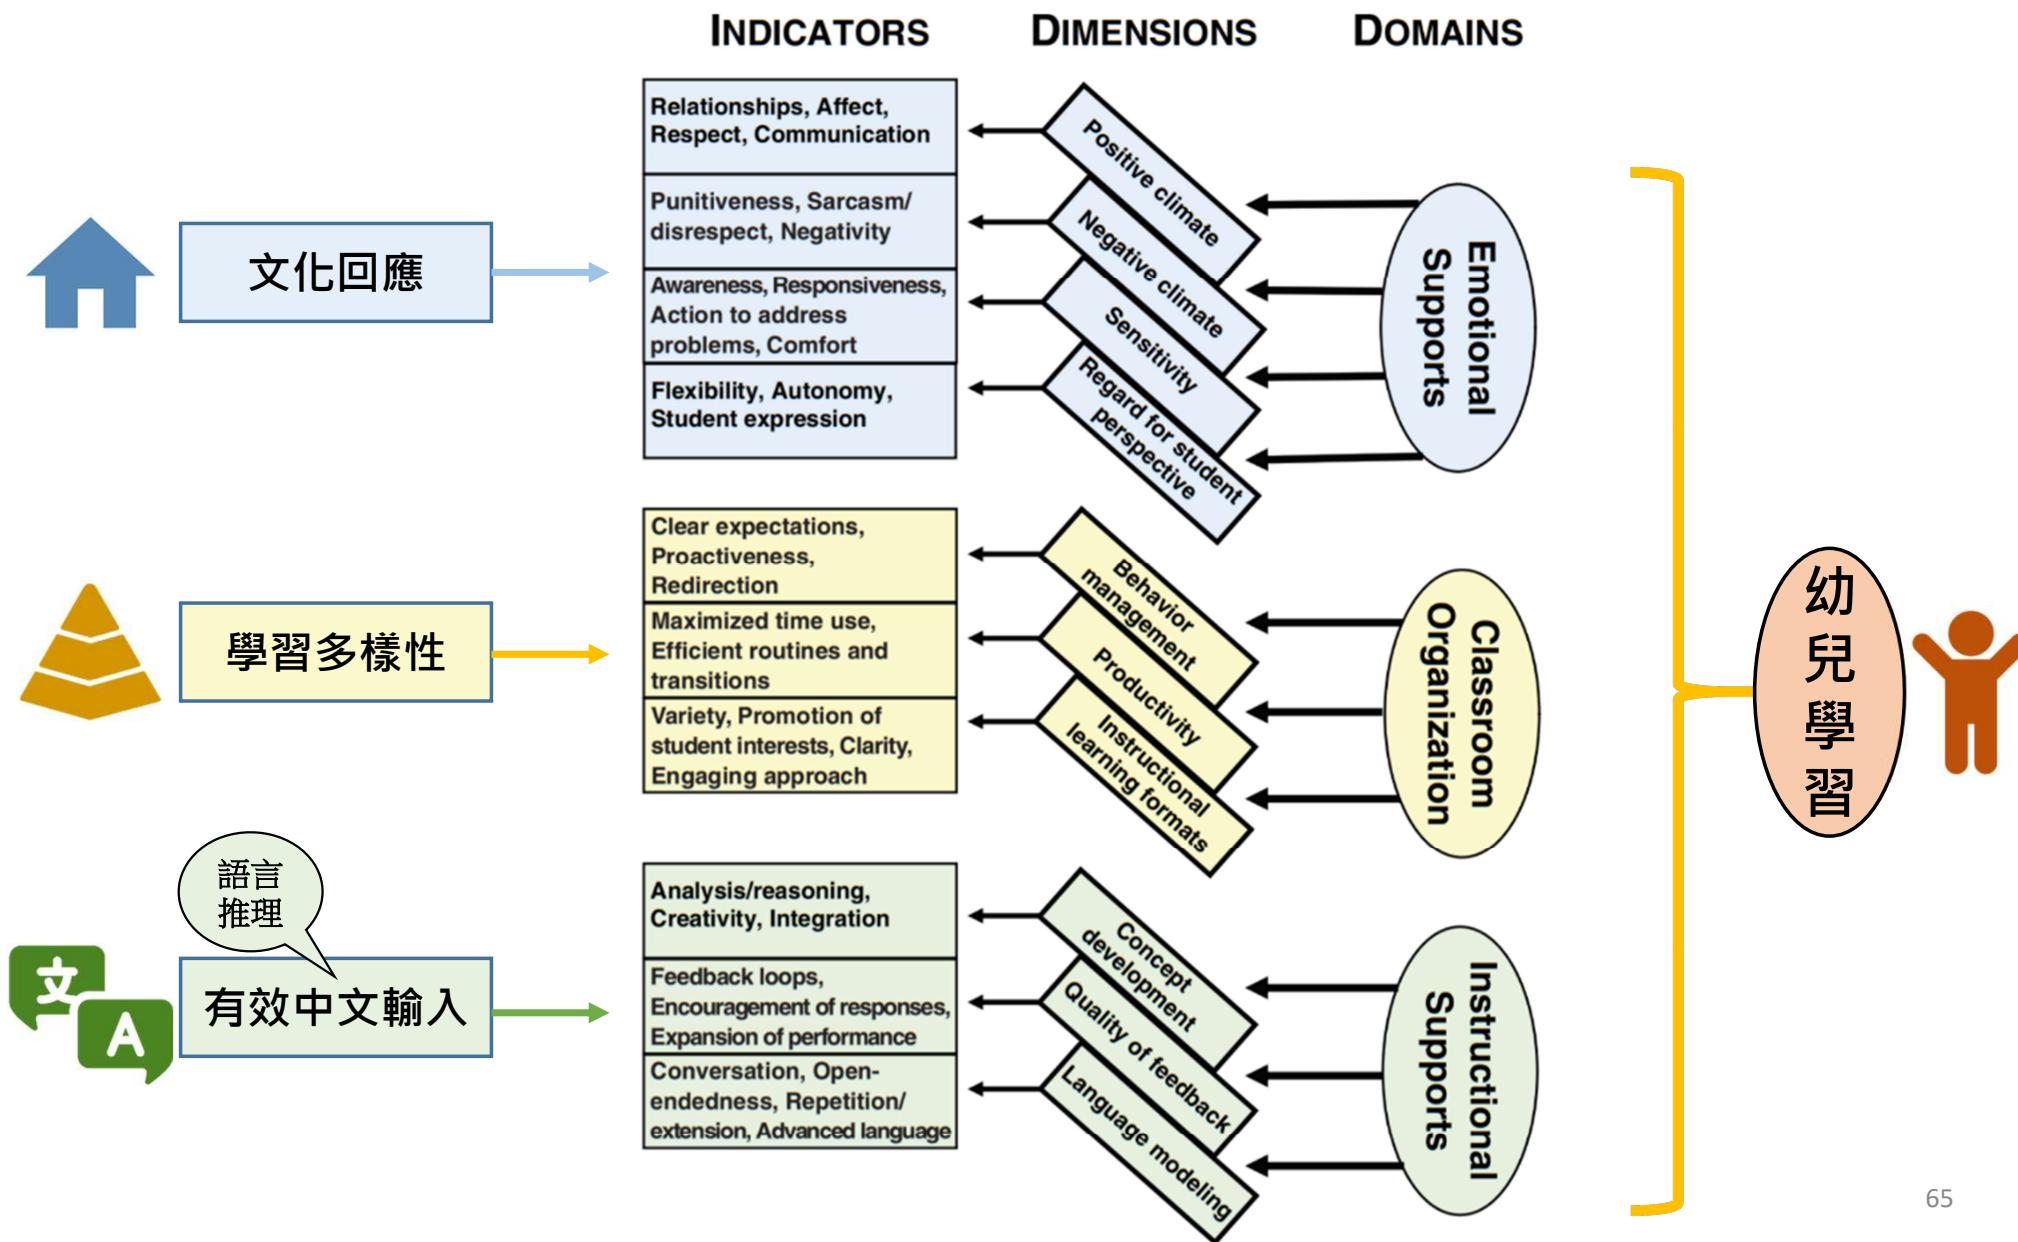 INDICATORS
DIMENSIONS
DOMAINS
文化回應
Relationships, Affect,
Respect, Communication
Punitiveness, Sarcasm/
disrespect, Negativity
Awareness, Responsiveness,
Action to address
problems, Comfort
Flexibility, Autonomy,
Student expression
Positive climate
Negative climate
Sensitivity
Regard for student
perspective
Emotional
Supports
學習多樣性
Clear expectations,
Proactiveness,
Redirection
Maximized time use,
Efficient routines and
transitions
Variety, Promotion of
student interests, Clarity,
Engaging approach
Behavior
management
Productivity
Instructional
learning formats
Classroom
Organization
語言
推理
文
A
有效中文輸入
Analysis/reasoning,
Creativity, Integration
Feedback loops,
Encouragement of responses,
Expansion of performance
Conversation, Open-
endedness, Repetition/
extension, Advanced language
Concept
development
Quality of feedback
Language modeling
Instructional
Supports
幼兒學習
65